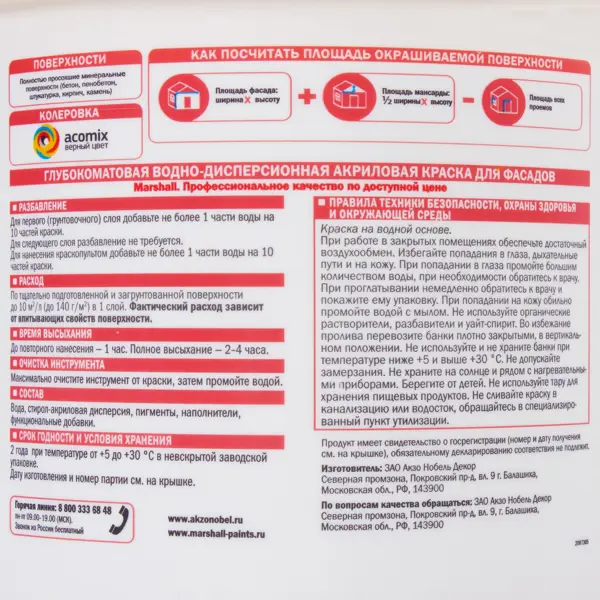 ПОВЕРХНОСТИ
Полностью просохшие минеральные
поверхности (бетон, пенобетон,
штукатурка, кирпич, камень)
КОЛЕРОВКА
acomix
верный цвет
КАК ПОСЧИТАТЬ ПЛОЩАДЬ ОКРАШИВАЕМОЙ ПОВЕРХНОСТИ
Площадь фасада:
ширина X высоту
+
Площадь мансарды:
½ ширины X высоту
–
Площадь всех
проемов
ГЛУБОКОМАТОВАЯ ВОДНО-ДИСПЕРСИОННАЯ АКРИЛОВАЯ КРАСКА ДЛЯ ФАСАДОВ
Marshall. Профессиональное качество по доступной цене
РАЗБАВЛЕНИЕ
Для первого (грунтовочного) слоя добавьте не более 1 части воды на
10 частей краски.
Для следующего слоя разбавление не требуется.
Для нанесения краскопультом добавьте не более 1 части воды на 10
частей краски.
РАСХОД
По тщательно подготовленной и загрунтованной поверхности
до 10 м²/л (до 140 г/м²) в 1 слой. Фактический расход зависит
от впитывающих свойств поверхности.
ВРЕМЯ ВЫСЫХАНИЯ
До повторного нанесения – 1 час. Полное высыхание – 2–4 часа.
ОЧИСТКА ИНСТРУМЕНТА
Максимально очистите инструмент от краски, затем промойте водой.
СОСТАВ
Вода, стирол-акриловая дисперсия, пигменты, наполнители,
функциональные добавки.
СРОК ГОДНОСТИ И УСЛОВИЯ ХРАНЕНИЯ
2 года при температуре от +5 до +30 °С в невскрытой заводской
упаковке.
Дату изготовления и номер партии см. на крышке.
Горячая линия: 8 800 333 68 48
пн-пт 09.00-19.00 (МСК),
Звонок из России бесплатный
www.akzonobel.ru
www.marshall-paints.ru
ПРАВИЛА ТЕХНИКИ БЕЗОПАСНОСТИ, ОХРАНЫ ЗДОРОВЬЯ
И ОКРУЖАЮЩЕЙ СРЕДЫ
Краска на водной основе.
При работе в закрытых помещениях обеспечьте достаточный
воздухообмен. Избегайте попадания в глаза, дыхательные
пути и на кожу. При попадании в глаза промойте большим
количеством воды, при необходимости обратитесь к врачу.
При проглатывании немедленно обратитесь к врачу и
покажите ему упаковку. При попадании на кожу обильно
промойте водой с мылом. Не используйте органические
растворители, разбавители и уайт-спирит. Во избежание
пролива перевозите банки плотно закрытыми, в вертикаль-
ном положении. Не используйте и не храните банки при
температуре ниже +5 и выше +30 °С. Не допускайте
замерзания. Не храните на солнце и рядом с нагревательны-
ми приборами. Берегите от детей. Не используйте тару для
хранения пищевых продуктов. Не сливайте краску в
канализацию или водосток, обращайтесь в специализиро-
ванный пункт утилизации.
Продукт имеет свидетельство о госрегистрации (номер и дату получения
см. на крышке), обязательному декларированию соответствия не подлежит.
Изготовитель: ЗАО Акзо Нобель Декор
Северная промзона, Покровский пр-д, вл. 9 г. Балашиха,
Московская обл., РФ, 143900
По вопросам качества обращаться: ЗАО Акзо Нобель Декор
Северная промзона, Покровский пр-д, вл. 9, г. Балашиха,
Московская обл., РФ, 143900